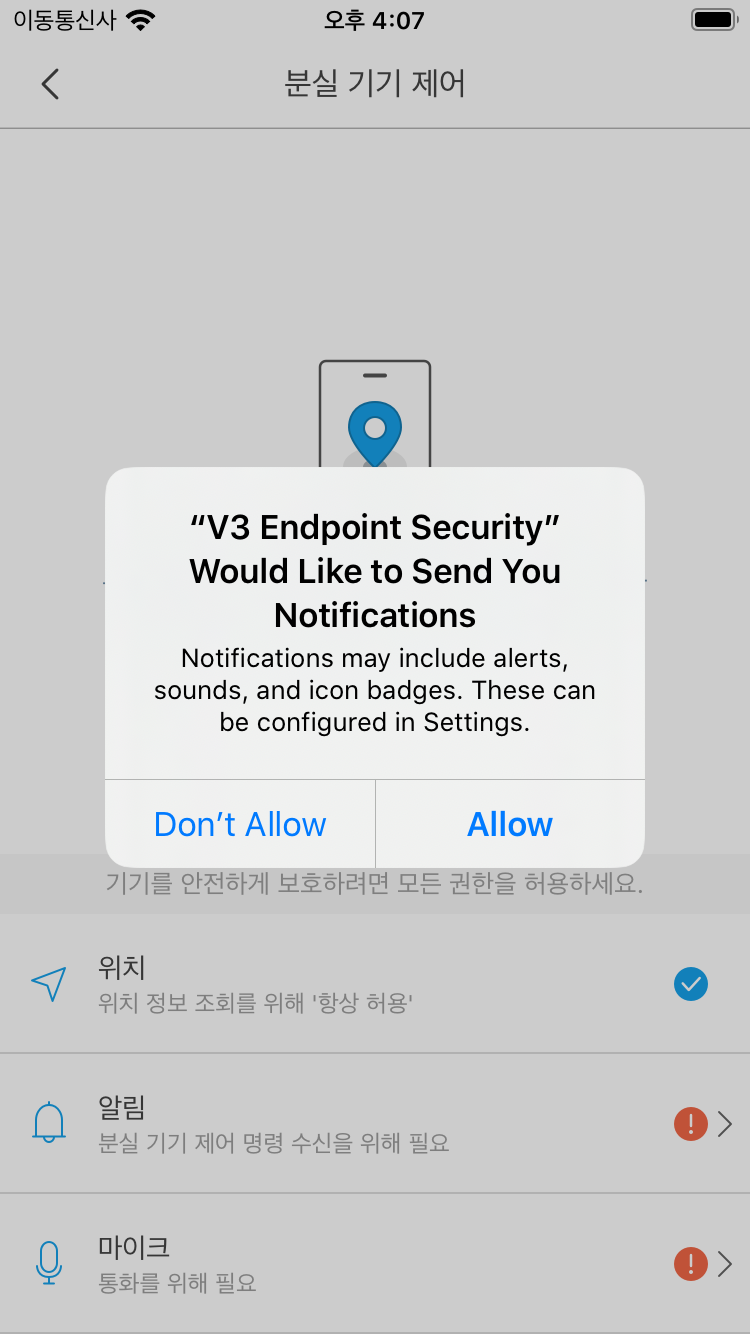 이동통신사
오후 4:07
분실 기기 제어
“V3 Endpoint Security”
Would Like to Send You
Notifications
Notifications may include alerts,
sounds, and icon badges. These can
be configured in Settings.
Don’t Allow
Allow
기기를 안전하게 보호하려면 모든 권한을 허용하세요.
위치
위치 정보 조회를 위해 '항상 허용'
알림
분실 기기 제어 명령 수신을 위해 필요
마이크
통화를 위해 필요